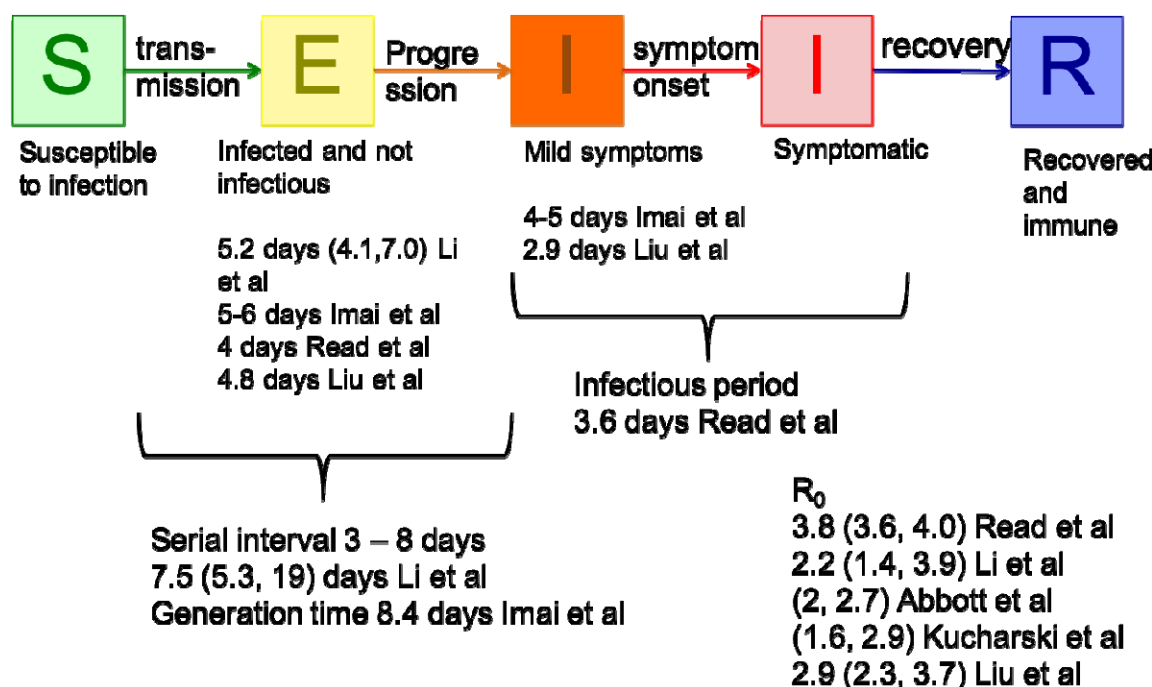 S
trans-
mission
E
Progre
ssion
I
symptom
onset
I
recovery
R
Susceptible
to infection
Infected and not
infectious
Mild symptoms
Symptomatic
Recovered
and
immune
5.2 days (4.1,7.0) Li
et al
5-6 days Imai et al
4 days Read et al
4.8 days Liu et al
4-5 days Imai et al
2.9 days Liu et al
Infectious period
3.6 days Read et al
Serial interval 3 – 8 days
7.5 (5.3, 19) days Li et al
Generation time 8.4 days Imai et al
R₀
3.8 (3.6, 4.0) Read et al
2.2 (1.4, 3.9) Li et al
(2, 2.7) Abbott et al
(1.6, 2.9) Kucharski et al
2.9 (2.3, 3.7) Liu et al